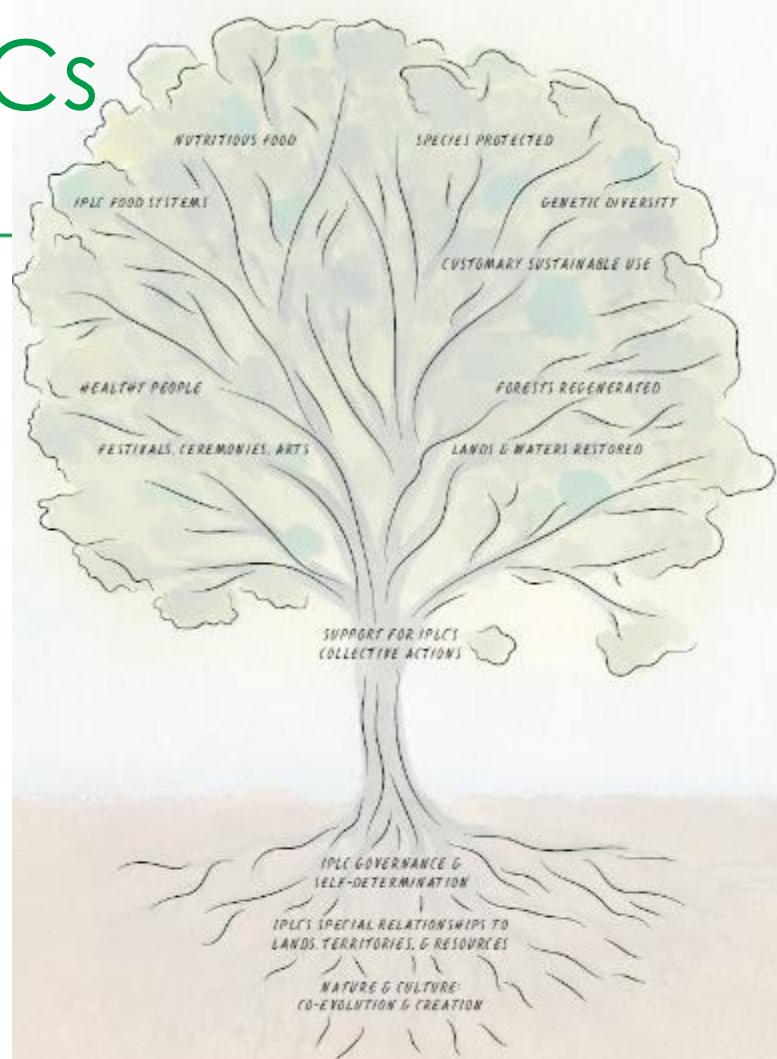 Cs
NUTRITIOUS FOOD
SPECIES PROTECTED
IPLC FOOD SYSTEMS
GENETIC DIVERSITY
CUSTOMARY SUSTAINABLE USE
HEALTHY PEOPLE
FORESTS REGENERATED
FESTIVALS, CEREMONIES, ARTS
LANDS & WATERS RESTORED
SUPPORT FOR IPLC'S
COLLECTIVE ACTIONS
IPLC GOVERNANCE &
SELF-DETERMINATION
IPLC'S SPECIAL RELATIONSHIPS TO
LANDS, TERRITORIES, & RESOURCES
NATURE & CULTURE:
CO-EVOLUTION & CREATION